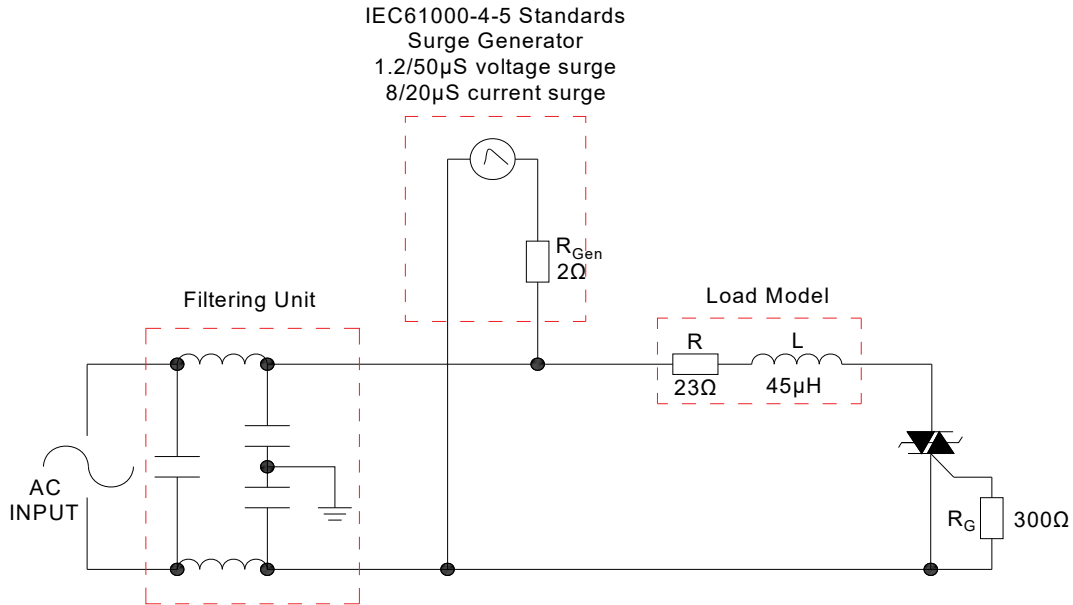 IEC61000-4-5 Standards
Surge Generator
1.2/50µS voltage surge
8/20µS current surge
RGen
2Ω
Filtering Unit
Load Model
R
L
23Ω
45µH
AC
INPUT
RG
300Ω